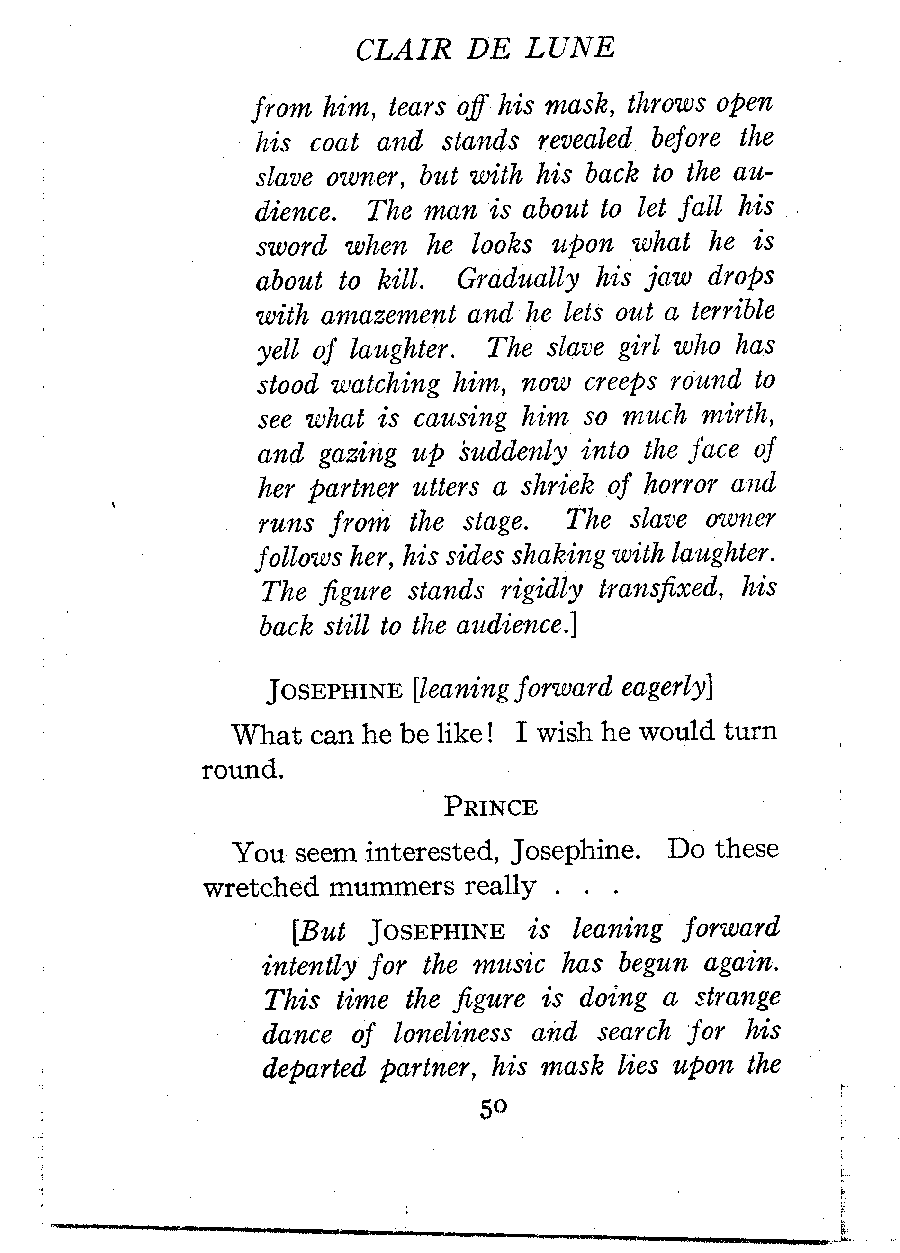 CLAIR DE LUNE
from him, tears off his mask, throws open
his coat and stands revealed before the
slave owner, but with his back to the au-
dience. The man is about to let fall his
sword when he looks upon what he is
about to kill. Gradually his jaw drops
with amazement and he lets out a terrible
yell of laughter. The slave girl who has
stood watching him, now creeps round to
see what is causing him so much mirth,
and gazing up suddenly into the face of
her partner utters a shriek of horror and
runs from the stage. The slave owner
follows her, his sides shaking with laughter.
The figure stands rigidly transfixed, his
back still to the audience.]
JOSEPHINE [leaning forward eagerly]
What can he be like! I wish he would turn
round.
PRINCE
You seem interested, Josephine. Do these
wretched mummers really . . .
[But JOSEPHINE is leaning forward
intently for the music has begun again.
This time the figure is doing a strange
dance of loneliness and search for his
departed partner, his mask lies upon the
50